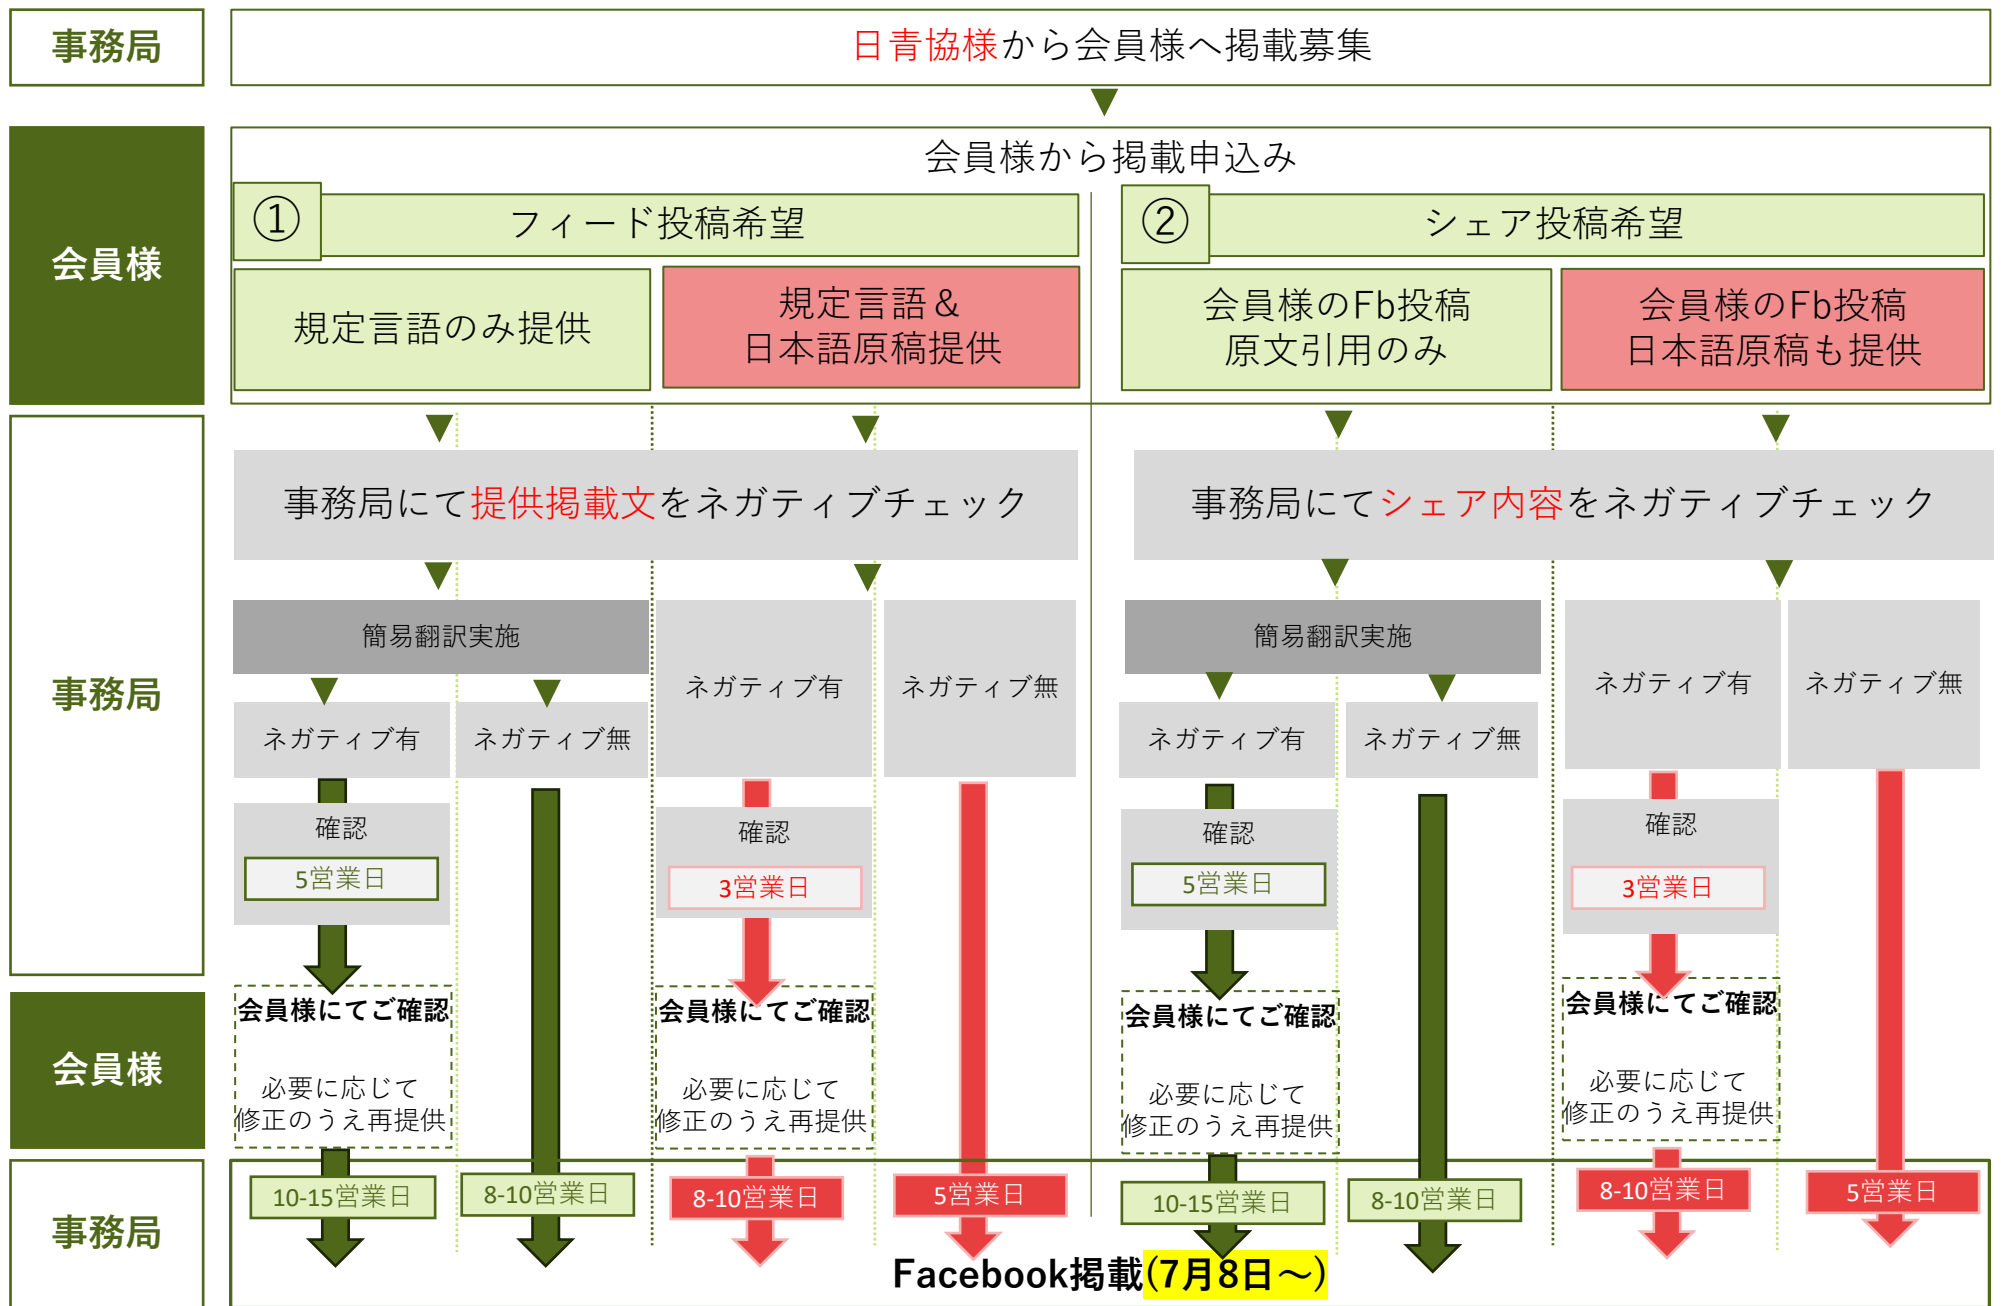 事務局
日青協様から会員様へ掲載募集
会員様
会員様から掲載申込み
①
フィード投稿希望
②
シェア投稿希望
規定言語のみ提供
規定言語＆
日本語原稿提供
会員様のFb投稿
原文引用のみ
会員様のFb投稿
日本語原稿も提供
事務局
事務局にて提供掲載文をネガティブチェック
事務局にてシェア内容をネガティブチェック
簡易翻訳実施
ネガティブ有
ネガティブ無
ネガティブ有
ネガティブ無
簡易翻訳実施
ネガティブ有
ネガティブ無
ネガティブ有
ネガティブ無
確認
5営業日
確認
3営業日
確認
5営業日
確認
3営業日
会員様
会員様にてご確認
必要に応じて
修正のうえ再提供
会員様にてご確認
必要に応じて
修正のうえ再提供
会員様にてご確認
必要に応じて
修正のうえ再提供
会員様にてご確認
必要に応じて
修正のうえ再提供
事務局
10-15営業日
8-10営業日
8-10営業日
5営業日
10-15営業日
8-10営業日
8-10営業日
5営業日
Facebook掲載(7月8日～)